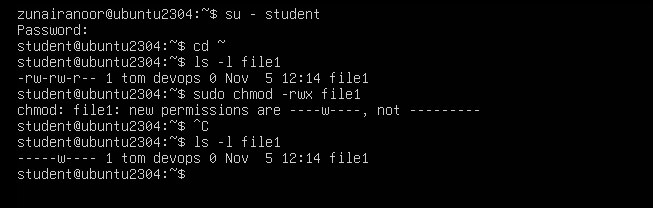 zunairanoor@ubuntu2304:~$ su - student
Password:
student@ubuntu2304:~$ cd ~
student@ubuntu2304:~$ ls -l file1
-rw-rw-r-- 1 tom devops 0 Nov  5 12:14 file1
student@ubuntu2304:~$ sudo chmod -rwx file1
chmod: file1: new permissions are ----w----, not ---------
student@ubuntu2304:~$ ^C
student@ubuntu2304:~$ ls -l file1
-----w---- 1 tom devops 0 Nov  5 12:14 file1
student@ubuntu2304:~$